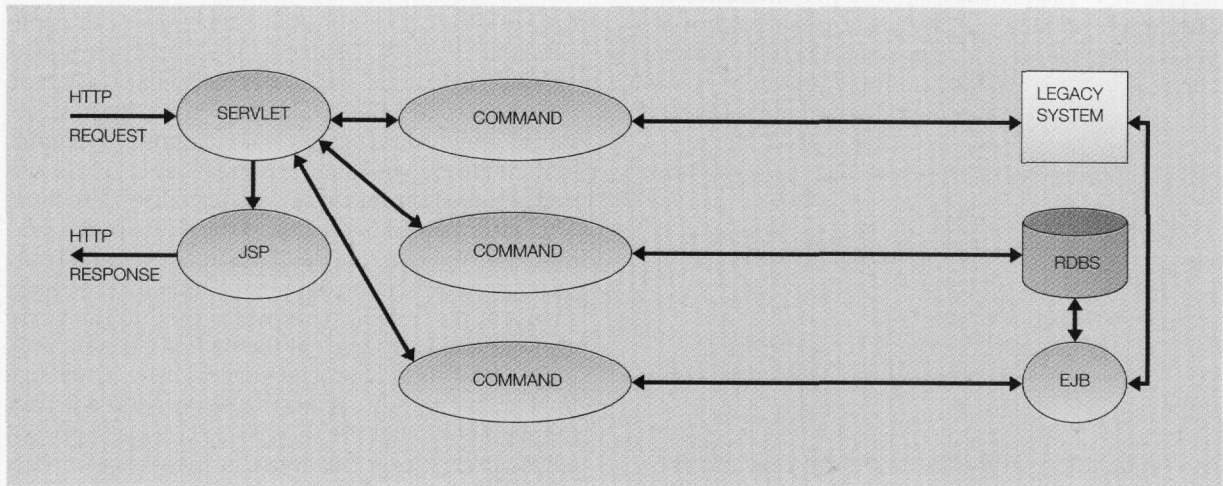 HTTP
REQUEST
SERVLET
COMMAND
LEGACY
SYSTEM
HTTP
RESPONSE
JSP
COMMAND
RDBS
COMMAND
EJB